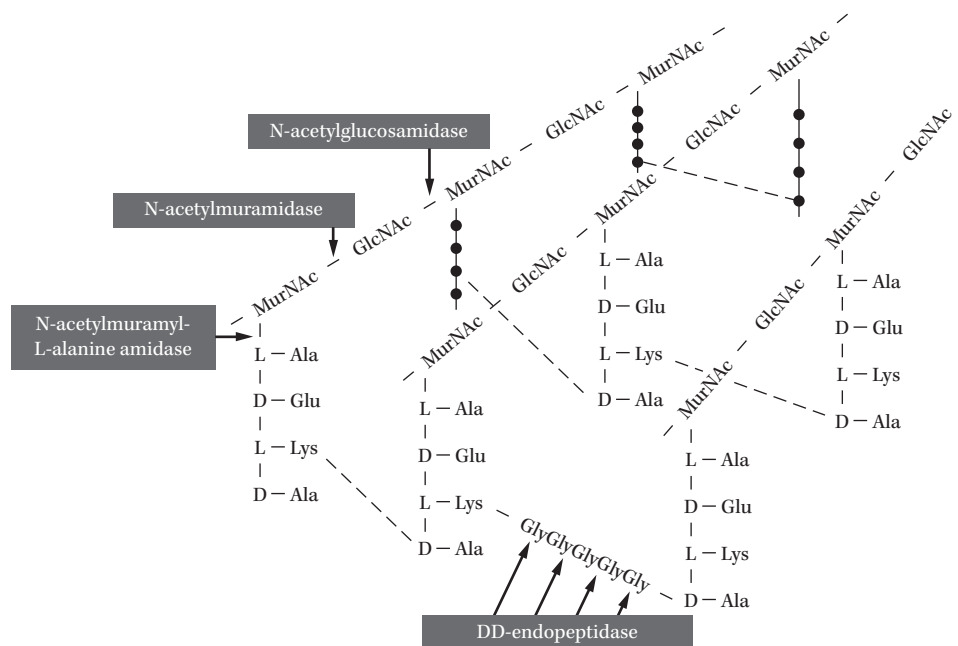 MurNAc
MurNAc
GlcNAc
GlcNAc
GlcNAc
N-acetylglucosamidase
MurNAc
MurNAc
MurNAc
N-acetylmuramidase
GlcNAc
GlcNAc
L – Ala
D – Glu
L – Lys
D – Ala
L – Ala
D – Glu
L – Lys
D – Ala
MurNAc
GlcNAc
N-acetylmuramyl-
L-alanine amidase
L – Ala
D – Glu
L – Lys
D – Ala
MurNAc
L – Ala
D – Glu
L – Lys
D – Ala
MurNAc
L – Ala
D – Glu
L – Lys
D – Ala
GlyGlyGlyGlyGly
DD-endopeptidase